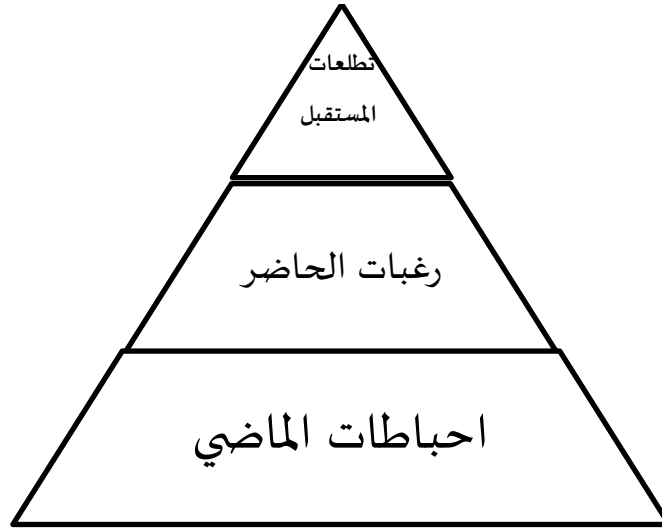 تطلعات
المستقبل
رغبات الحاضر
احباطات الماضي